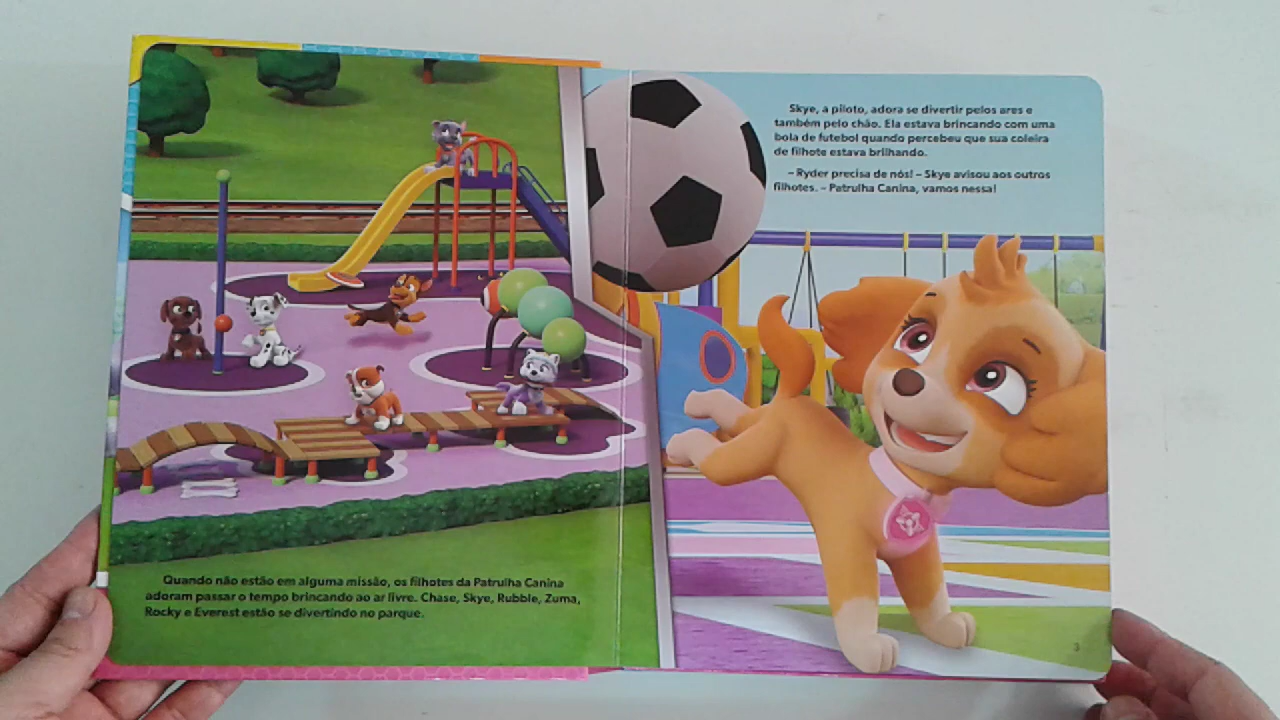 Quando não estão em alguma missão, os filhotes da Patrulha Canina
adoram passar o tempo brincando ao ar livre. Chase, Skye, Rubble, Zuma,
Rocky e Everest estão se divertindo no parque.
Skye, a piloto, adora se divertir pelos ares e
também pelo chão. Ela estava brincando com uma
bola de futebol quando percebeu que sua coleira
de filhote estava brilhando.
– Ryder precisa de nós! – Skye avisou aos outros
filhotes. – Patrulha Canina, vamos nessa!
3